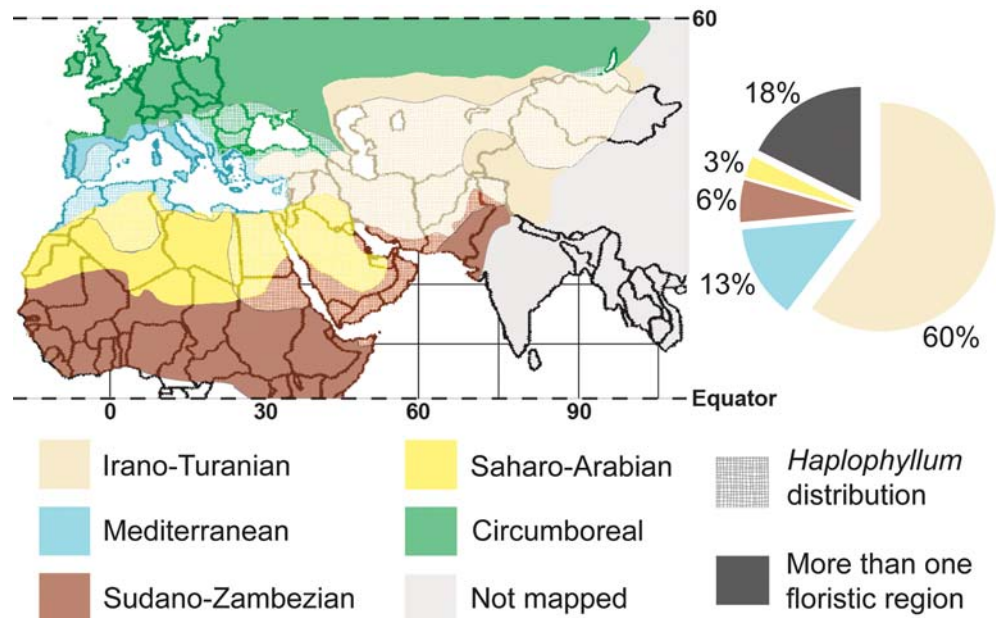 60
18%
3%
6%
13%
60%
Equator
0 30 60 90
Irano-Turanian
Mediterranean
Sudano-Zambezian
Saharo-Arabian
Circumboreal
Not mapped
Haplophyllum
distribution
More than one
floristic region